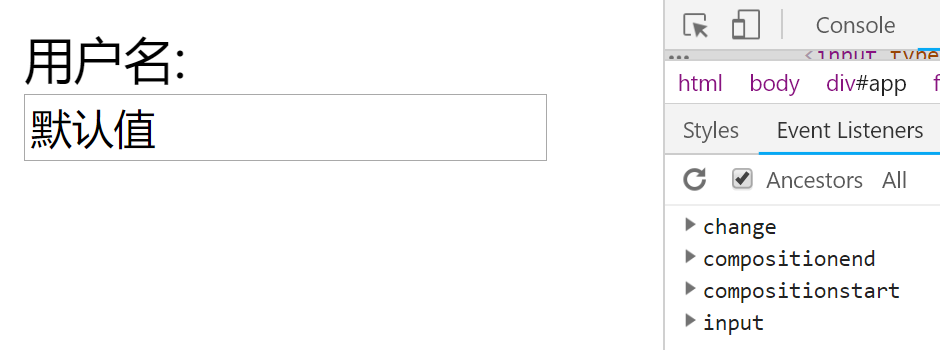 用户名:
默认值
Console
<input type
html body div#app f
Styles Event Listeners
Ancestors All
change
compositionend
compositionstart
input